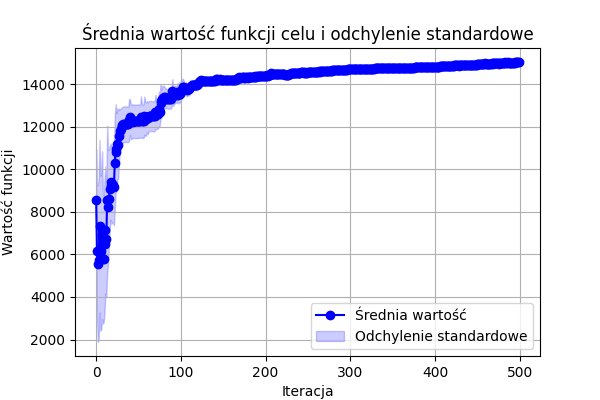 Średnia wartość funkcji celu i odchylenie standardowe
Wartość funkcji
14000
12000
10000
8000
6000
4000
2000
0 100 200 300 400 500
Iteracja
Średnia wartość
Odchylenie standardowe